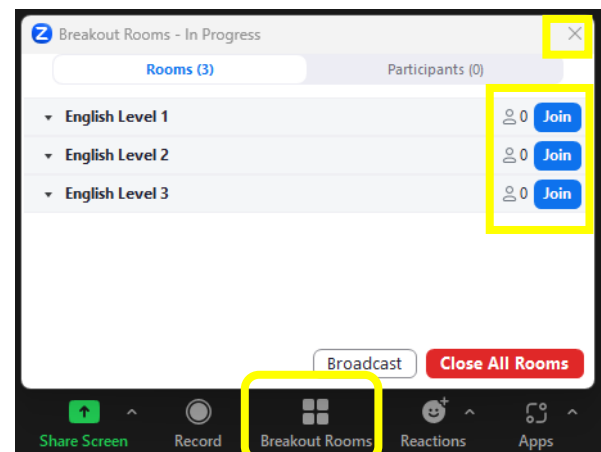 Breakout Rooms - In Progress
Rooms (3) Participants (0)
English Level 1 0 Join
English Level 2 0 Join
English Level 3 0 Join
Broadcast Close All Rooms
Share Screen Record Breakout Rooms Reactions Apps